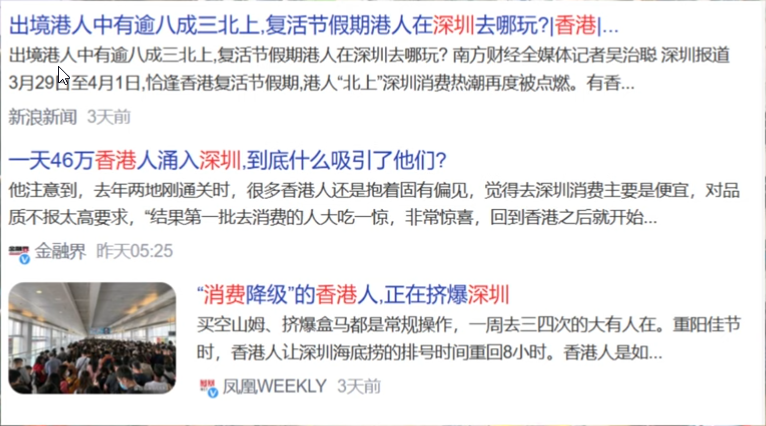 出境港人中有逾八成三北上,复活节假期港人在深圳去哪玩?|香港|...
出境港人中有逾八成三北上,复活节假期港人在深圳去哪玩? 南方财经全媒体记者吴治聪 深圳报道
3月29日至4月1日,恰逢香港复活节假期,港人“北上”深圳消费热潮再度被点燃。有香...
新浪新闻 3天前
一天46万香港人涌入深圳,到底什么吸引了他们?
他注意到，去年两地刚通关时，很多香港人还是抱着固有偏见，觉得去深圳消费主要是便宜，对品
质不报太高要求，“结果第一批去消费的人大吃一惊，非常惊喜，回到香港之后就开始...
金融界 昨天05:25
“消费降级”的香港人,正在挤爆深圳
买空山姆、挤爆盒马都是常规操作，一周去三四次的大有人在。重阳佳节
时，香港人让深圳海底捞的排号时间重回8小时。香港人是如...
凤凰WEEKLY 3天前